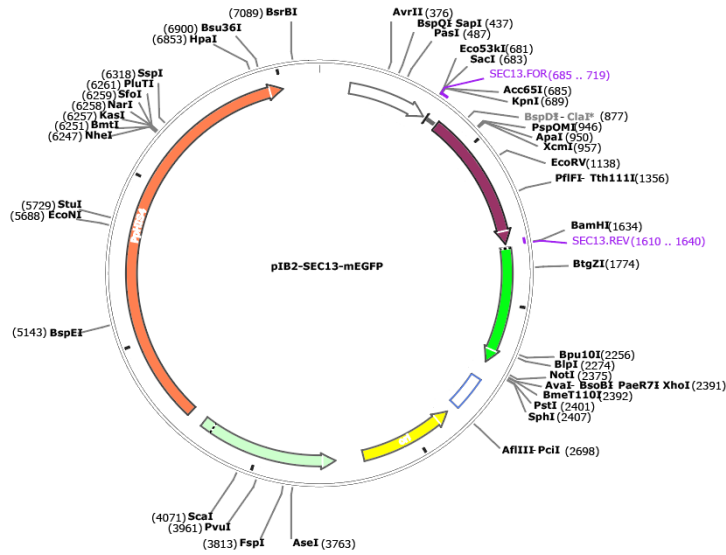 (7089) BsrBI
(6900) Bsu36I
(6853) HpaI
(6318) SspI
(6261) PluTI
(6259) SfoI
(6258) NarI
(6257) KasI
(6251) BmtI
(6247) NheI
(5729) StuI
(5688) EcoNI
(5143) BspEI
(4071) ScaI
(3961) PvuI
(3813) FspI
AseI (3763)
AvrII (376)
BspQI SapI (437)
PasI (487)
Eco53kI (681)
SacI (683)
SEC13.FOR (685 .. 719)
Acc65I (685)
KpnI (689)
BspDI - ClaI* (877)
PspOMI (946)
ApaI (950)
XcmI (957)
EcoRV (1138)
PflFI - Tth111I (1356)
BamHI (1634)
SEC13.REV (1610 .. 1640)
BtgZI (1774)
pIB2-SEC13-mEGFP
Bpu10I (2256)
BlpI (2274)
NotI (2375)
AvaI - BsoBI PaeR7I XhoI (2391)
BmeT110I (2392)
PstI (2401)
SphI (2407)
AflIII - PciI (2698)
ori